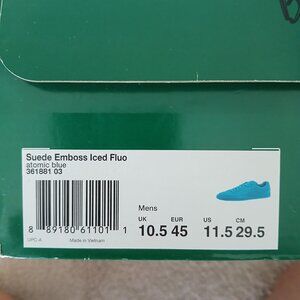 Suede Emboss Iced Fluo
atomic blue
361881 03
Mens
UK EUR US CM
10.5 45 11.5 29.5
8 89180 61101 1
UPC-A Made in Vietnam